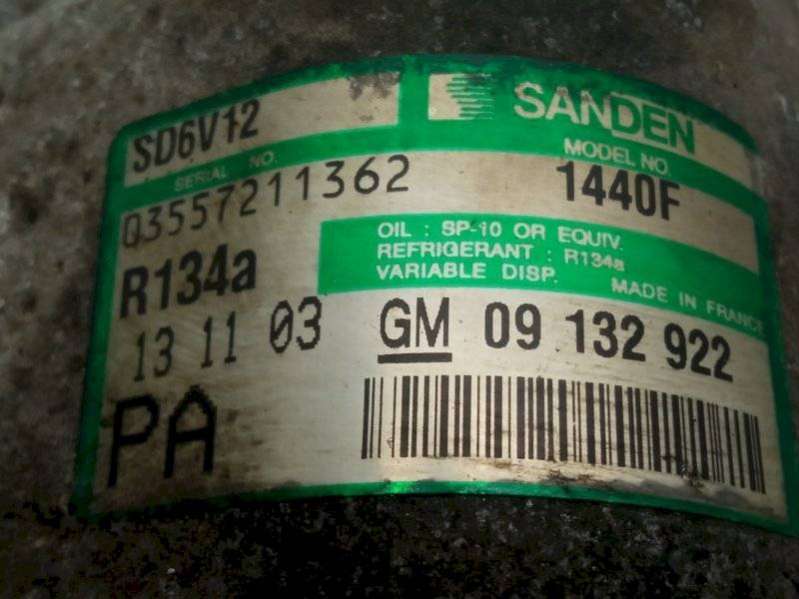 SD6V12
SANDEN
SERIAL NO.
MODEL NO.
Q3557211362
1440F
R134a
OIL : SP-10 OR EQUIV.
REFRIGERANT : R134a
VARIABLE DISP.
MADE IN FRANCE
13 11 03
GM 09 132 922
PA